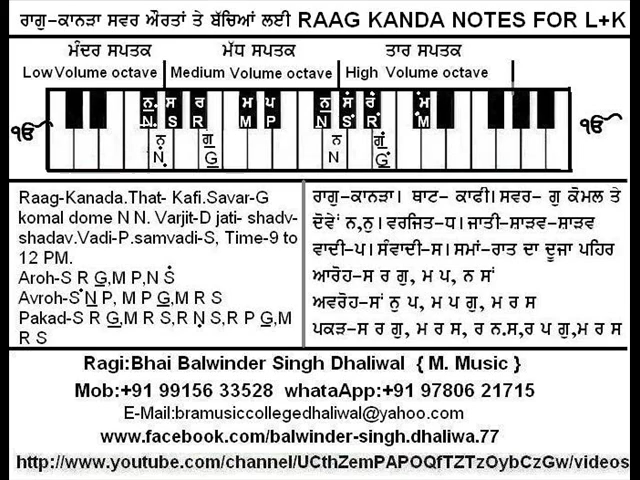 ਰਾਗੁ-ਕਾਨੜਾ ਸਵਰ ਔਰਤਾਂ ਤੇ ਬੱਚਿਆਂ ਲਈ RAAG KANDA NOTES FOR L+K
ਮੰਦਰ ਸਪਤਕ ਮੱਧ ਸਪਤਕ ਤਾਰ ਸਪਤਕ
Low Volume octave Medium Volume octave High Volume octave
ਨ਼ ਸ ਰ ਮ ਪ ਨ ਸੰ ਰੰ ਮੰ
ੴ N S R M P N S R M ੴ
ਨ ਗ ਨ ਗੰ
N G N G
Raag-Kanada.That- Kafi.Savar-G
komal dome N N. Varjit-D jati- shadv-
shadav.Vadi-P.samvadi-S, Time-9 to
12 PM.
Aroh-S R G,M P,N Ṡ
Avroh-Ṡ N P, M P G,M R S
Pakad-S R G,M R S,R Ṇ S,R P G,M
R S
ਰਾਗੁ-ਕਾਨੜਾ। ਥਾਟ- ਕਾਫੀ।ਸਵਰ- ਗੁ ਕੋਮਲ ਤੇ
ਦੋਵੇਂ ਨ,ਨੁ। ਵਰਜਿਤ-ਧ। ਜਾਤੀ-ਸ਼ਾੜਵ-ਸ਼ਾੜਵ
ਵਾਦੀ-ਪ। ਸੰਵਾਦੀ-ਸ। ਸਮਾਂ-ਰਾਤ ਦਾ ਦੂਜਾ ਪਹਿਰ
ਆਰੋਹ-ਸ ਰ ਗੁ, ਮ ਪ, ਨ ਸਾਂ
ਅਵਰੋਹ-ਸਾਂ ਨੁ ਪ, ਮ ਪ ਗੁ, ਮ ਰ ਸ
ਪਕੜ-ਸ ਰ ਗੁ, ਮ ਰ ਸ, ਰ ਨ.ਸ,ਰ ਪ ਗੁ,ਮ ਰ ਸ
Ragi:Bhai Balwinder Singh Dhaliwal { M. Music }
Mob:+91 99156 33528 whataApp:+91 97806 21715
E-Mail:bramusiccollegedhaliwal@yahoo.com
www.facebook.com/balwinder-singh.dhaliwa.77
http://www.youtube.com/channel/UCthZemPAPOQfTZTzOybCzGw/videos